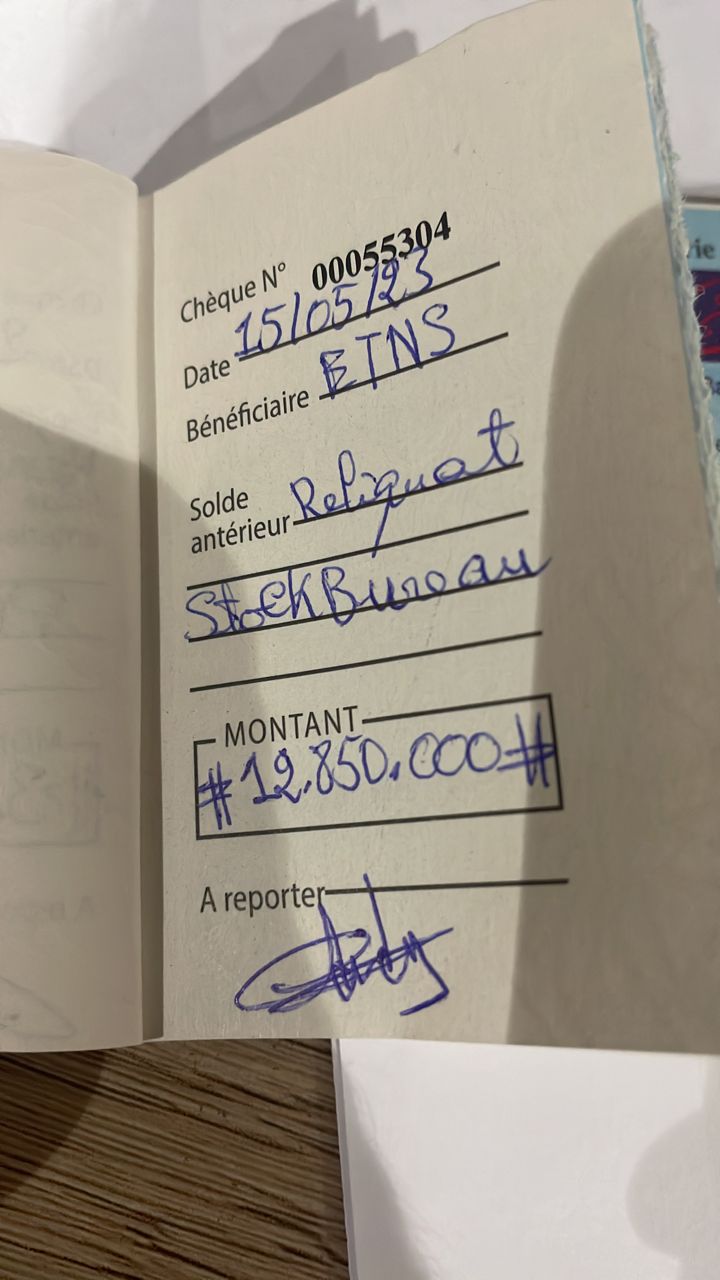 Chèque N° 00055304
Date 15/05/23
Bénéficiaire ETNS
Solde
antérieur Reliquat
Stock Bureau
MONTANT
#12.850.000#
A reporter